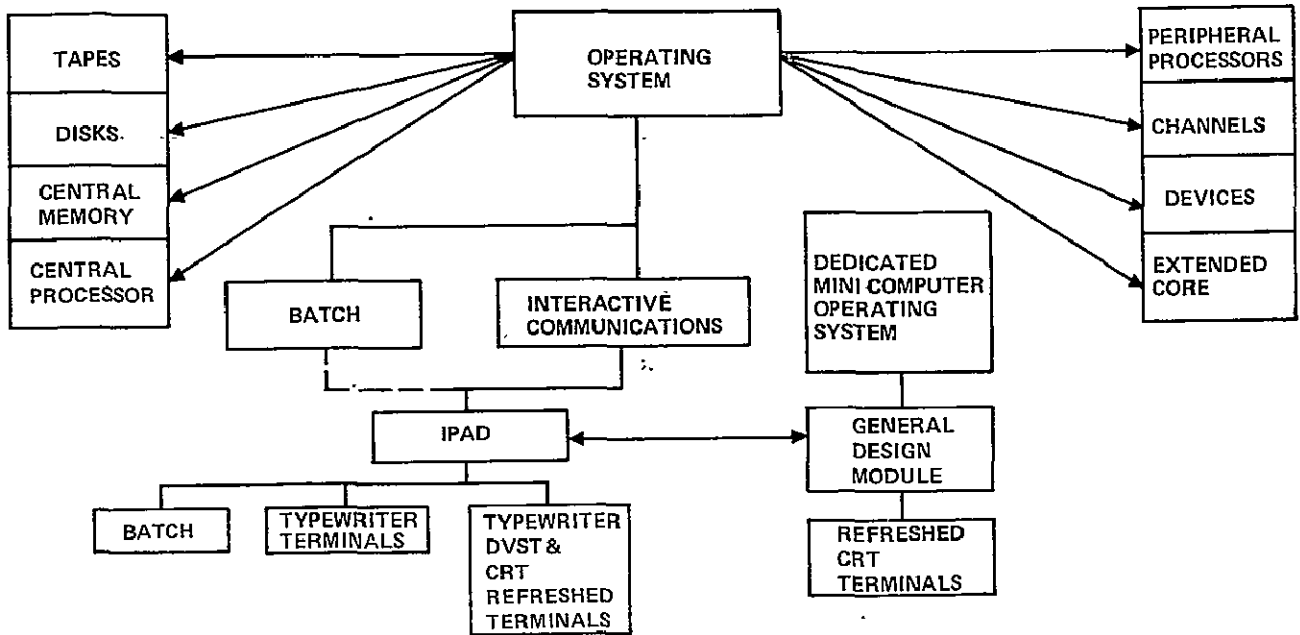 TAPES
DISKS
CENTRAL
MEMORY
CENTRAL
PROCESSOR
OPERATING
SYSTEM
PERIPHERAL
PROCESSORS
CHANNELS
DEVICES
EXTENDED
CORE
BATCH
INTERACTIVE
COMMUNICATIONS
DEDICATED
MINI COMPUTER
OPERATING
SYSTEM
IPAD
GENERAL
DESIGN
MODULE
BATCH
TYPEWRITER
TERMINALS
TYPEWRITER
DVST &
CRT
REFRESHED
TERMINALS
REFRESHED
CRT
TERMINALS